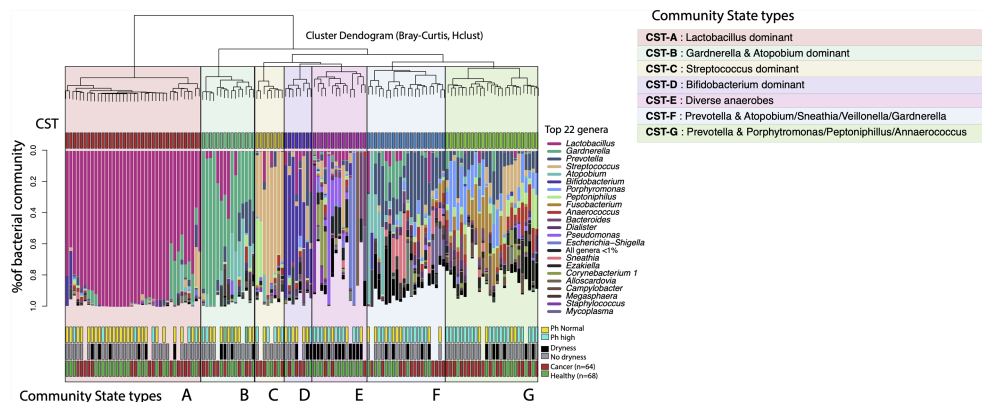 Community State types
Cluster Dendogram (Bray-Curtis, Hclust)
CST-A : Lactobacillus dominant
CST-B : Gardnerella & Atopobium dominant
CST-C : Streptococcus dominant
CST-D : Bifidobacterium dominant
CST-E : Diverse anaerobes
CST-F : Prevotella & Atopobium/Sneathia/Veillonella/Gardnerella
CST-G : Prevotella & Porphytromonas/Peptoniphillus/Annaerococcus
CST
Top 22 genera
Lactobacillus
Gardnerella
Prevotella
Streptococcus
Atopobium
Bifidobacterium
Porphyromonas
Peptoniphilus
Fusobacterium
Anaerococcus
Bacteroides
Dialister
Pseudomonas
Escherichia-Shigella
All genera <1%
Sneathia
Ezakiella
Corynebacterium 1
Alloscardovia
Campylobacter
Megasphaera
Staphylococcus
Mycoplasma
%of bacterial community
0.0
0.2
0.4
0.6
0.8
1.0
Ph Normal
Ph high
Dryness
No dryness
Cancer (n=64)
Healthy (n=68)
Community State types A B C D E F G